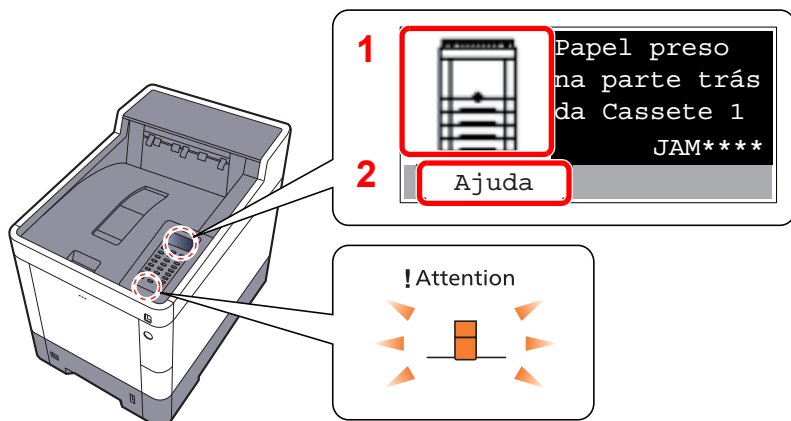 1
Papel preso
na parte trás
da Cassete 1
JAM****
2
Ajuda
!Attention